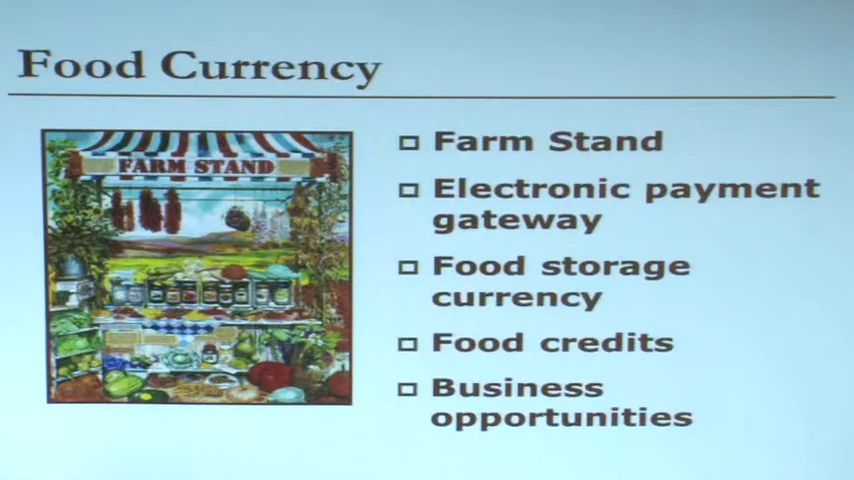 Food Currency
FARM STAND
Farm Stand
Electronic payment
gateway
Food storage
currency
Food credits
Business
opportunities